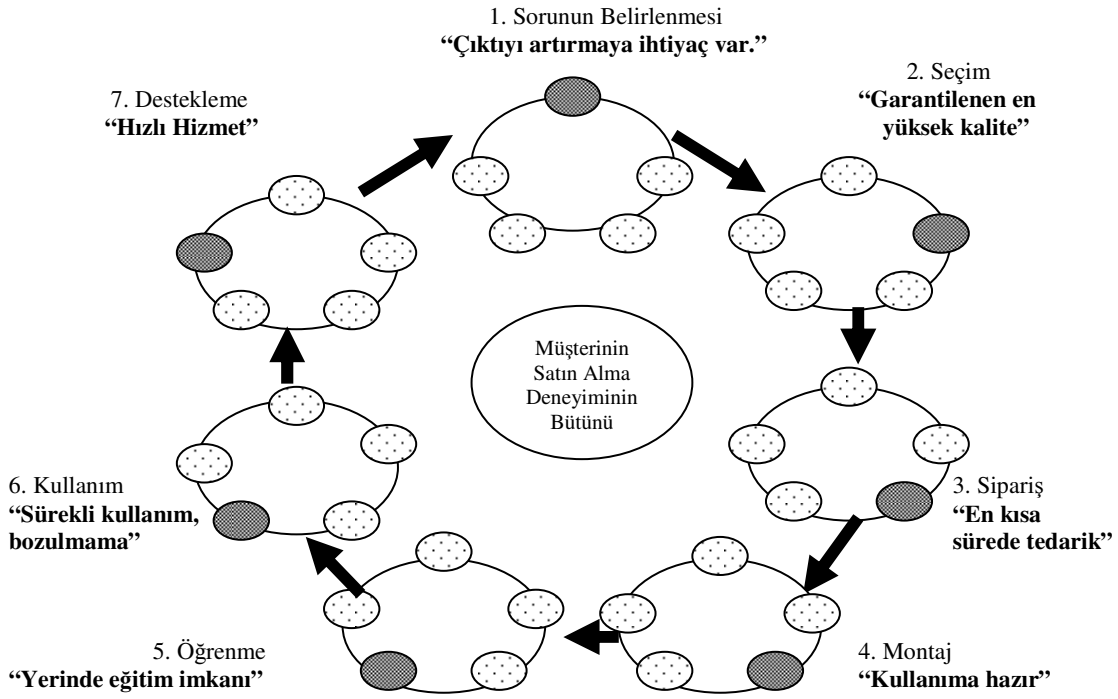 1. Sorunun Belirlenmesi
“Çıktıyı artırmaya ihtiyaç var.”
2. Seçim
“Garantilenen en
yüksek kalite”
7. Destekleme
“Hızlı Hizmet”
Müşterinin
Satın Alma
Deneyiminin
Bütünü
3. Sipariş
“En kısa
sürede tedarik”
6. Kullanım
“Sürekli kullanım,
bozulmama”
5. Öğrenme
“Yerinde eğitim imkanı”
4. Montaj
“Kullanıma hazır”